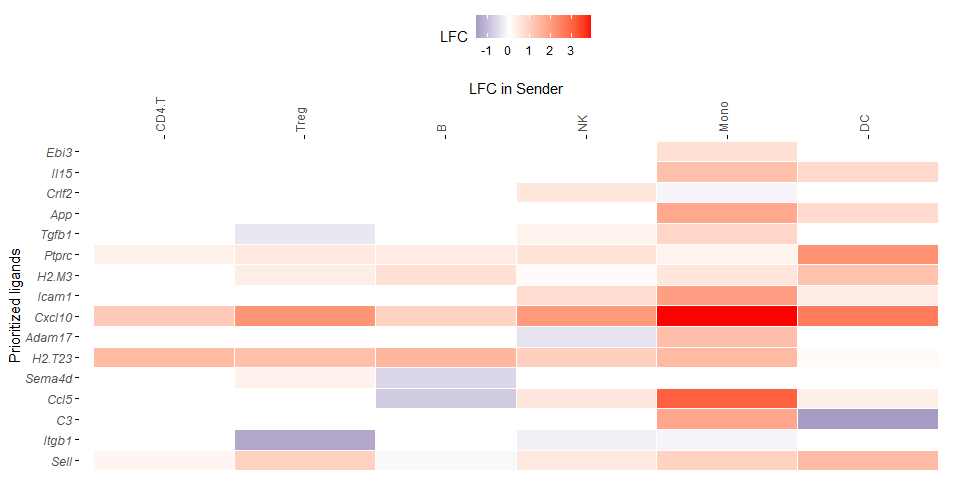 LFC
-1 0 1 2 3
LFC in Sender
CD4.T Treg B NK Mono DC
Prioritized ligands
Ebi3
Il15
Crlf2
App
Tgfb1
Ptprc
H2.M3
Icam1
Cxcl10
Adam17
H2.T23
Sema4d
Ccl5
C3
Itgb1
Sell